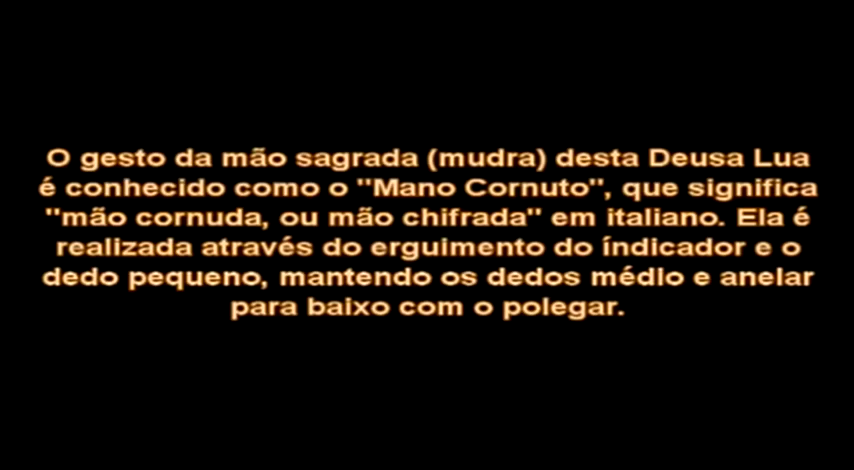 O gesto da mão sagrada (mudra) desta Deusa Lua
é conhecido como o "Mano Cornuto", que significa
"mão cornuda, ou mão chifrada" em italiano. Ela é
realizada através do erguimento do índicador e o
dedo pequeno, mantendo os dedos médio e anelar
para baixo com o polegar.